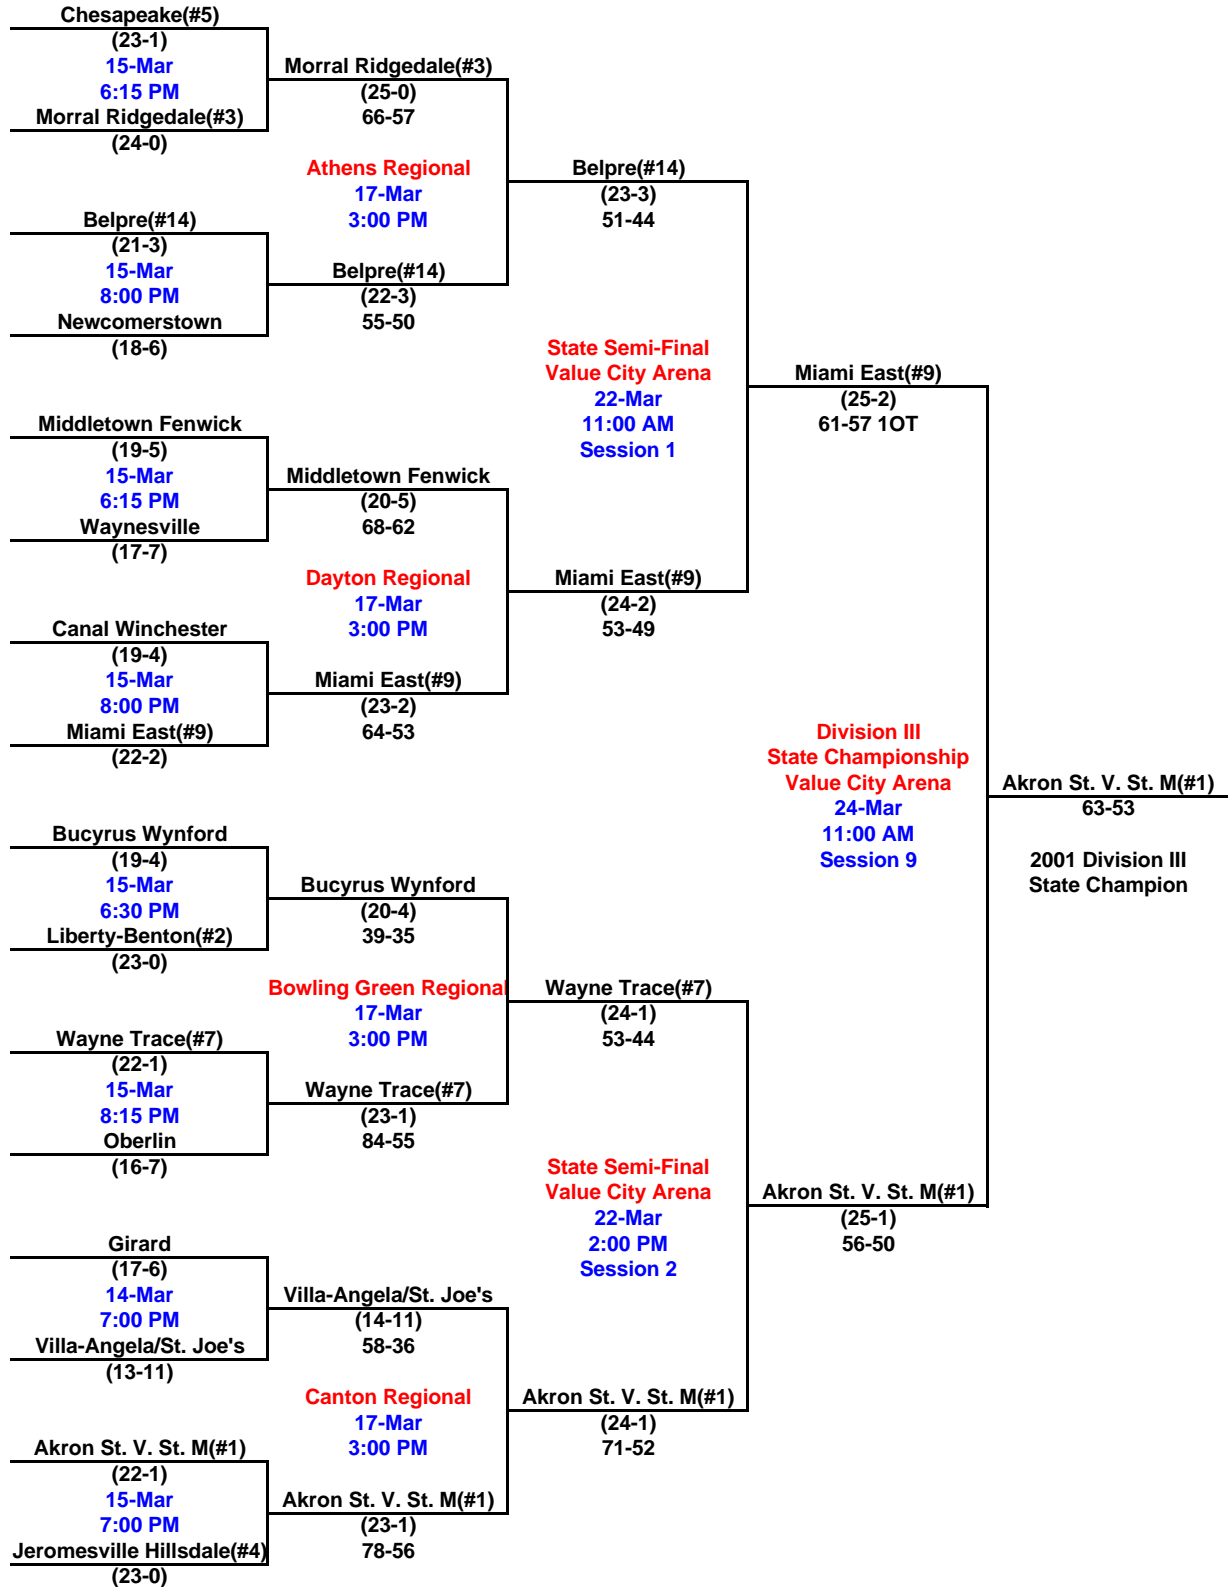 Chesapeake(#5)
(23-1)
15-Mar
6:15 PM
Morral Ridgedale(#3)
(24-0)
Morral Ridgedale(#3)
(25-0)
66-57
Athens Regional
17-Mar
3:00 PM
Belpre(#14)
(21-3)
15-Mar
8:00 PM
Newcomerstown
(18-6)
Belpre(#14)
(22-3)
55-50
Belpre(#14)
(23-3)
51-44
State Semi-Final
Value City Arena
22-Mar
11:00 AM
Session 1
Middletown Fenwick
(19-5)
15-Mar
6:15 PM
Waynesville
(17-7)
Middletown Fenwick
(20-5)
68-62
Dayton Regional
17-Mar
3:00 PM
Canal Winchester
(19-4)
15-Mar
8:00 PM
Miami East(#9)
(22-2)
Miami East(#9)
(23-2)
64-53
Miami East(#9)
(24-2)
53-49
Miami East(#9)
(25-2)
61-57 1OT
Division III
State Championship
Value City Arena
24-Mar
11:00 AM
Session 9
Akron St. V. St. M(#1)
63-53
2001 Division III
State Champion
Bucyrus Wynford
(19-4)
15-Mar
6:30 PM
Liberty-Benton(#2)
(23-0)
Bucyrus Wynford
(20-4)
39-35
Bowling Green Regional
17-Mar
3:00 PM
Wayne Trace(#7)
(22-1)
15-Mar
8:15 PM
Oberlin
(16-7)
Wayne Trace(#7)
(23-1)
84-55
Wayne Trace(#7)
(24-1)
53-44
State Semi-Final
Value City Arena
22-Mar
2:00 PM
Session 2
Akron St. V. St. M(#1)
(25-1)
56-50
Girard
(17-6)
14-Mar
7:00 PM
Villa-Angela/St. Joe's
(13-11)
Villa-Angela/St. Joe's
(14-11)
58-36
Canton Regional
17-Mar
3:00 PM
Akron St. V. St. M(#1)
(24-1)
71-52
Akron St. V. St. M(#1)
(22-1)
15-Mar
7:00 PM
Jeromesville Hillsdale(#4)
(23-0)
Akron St. V. St. M(#1)
(23-1)
78-56